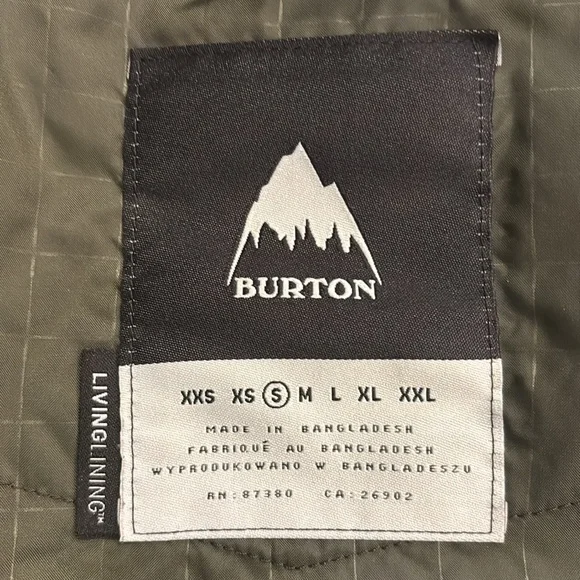 BURTON
XXS XS S M L XL XXL
MADE IN BANGLADESH
FABRIQUÉ AU BANGLADESH
WYPRODUKOWANO W BANGLADESZU
RN:87380 CA:26902
LIVINGLINING™